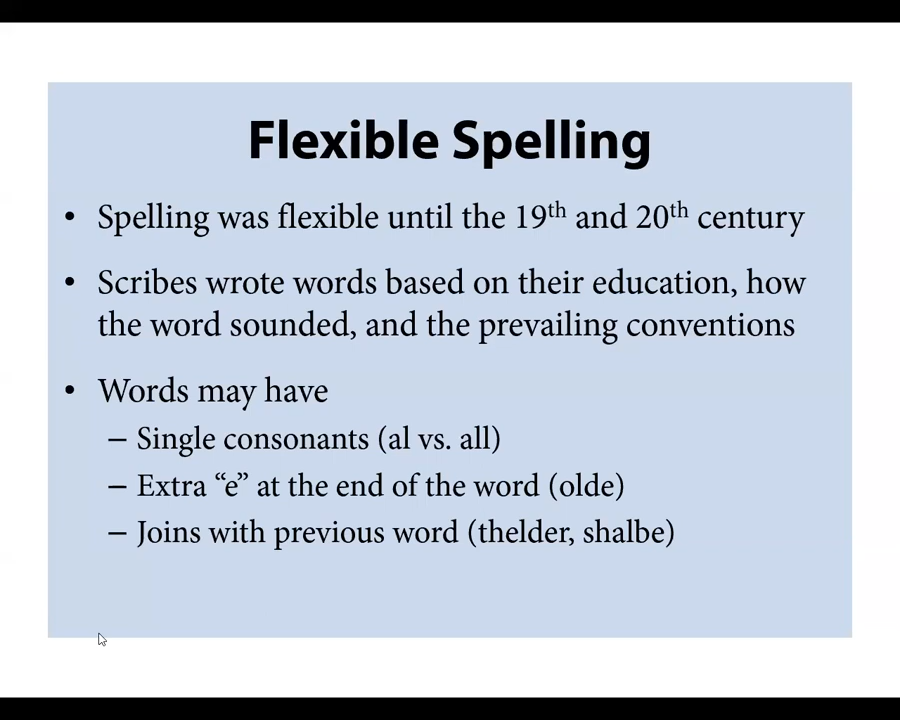 Flexible Spelling
• Spelling was flexible until the 19th and 20th century
• Scribes wrote words based on their education, how
the word sounded, and the prevailing conventions
• Words may have
– Single consonants (al vs. all)
– Extra “e” at the end of the word (olde)
– Joins with previous word (thelder, shalbe)